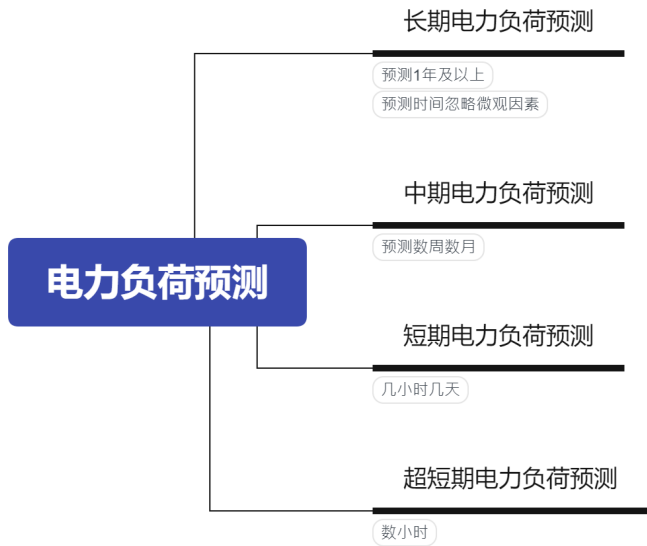 长期电力负荷预测
预测1年及以上
预测时间忽略微观因素
中期电力负荷预测
预测数周数月
电力负荷预测
短期电力负荷预测
几小时几天
超短期电力负荷预测
数小时